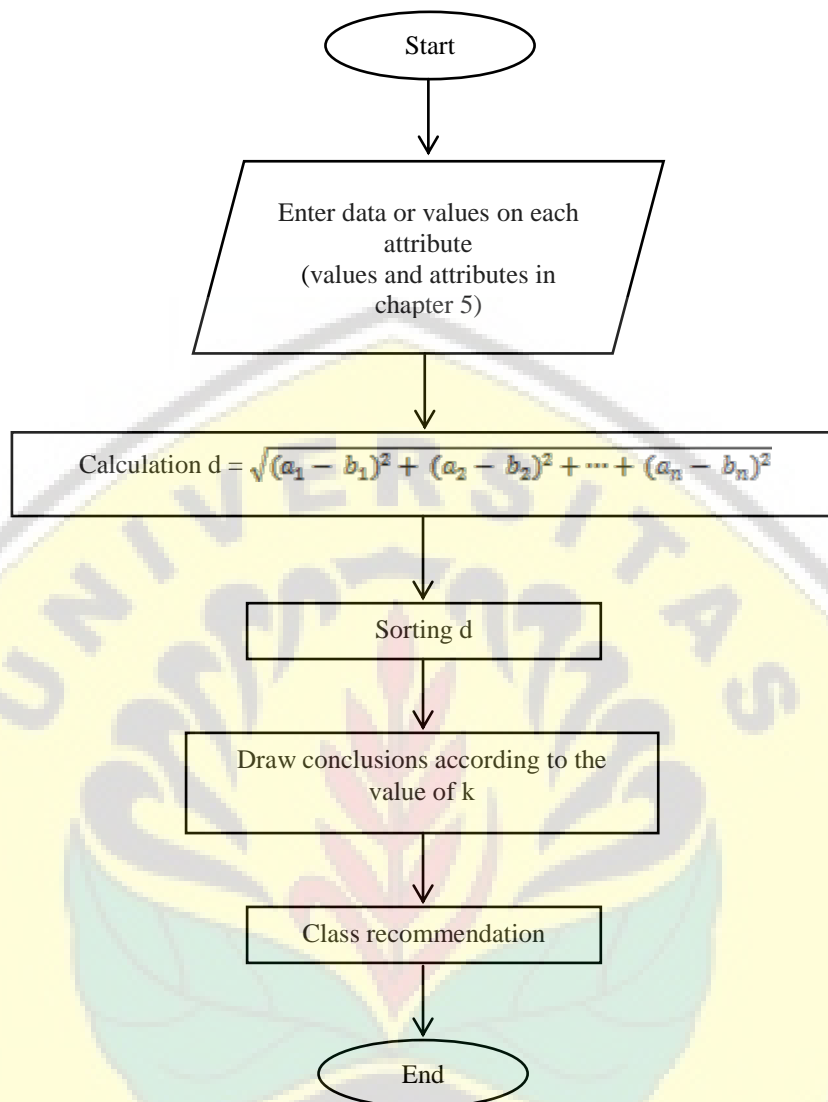 Start
Enter data or values on each
attribute
(values and attributes in
chapter 5)
Calculation d = √(a₁ − b₁)² + (a₂ − b₂)² + ⋯ + (aₙ − bₙ)²
UNIVERSITAS
Sorting d
Draw conclusions according to the
value of k
Class recommendation
End